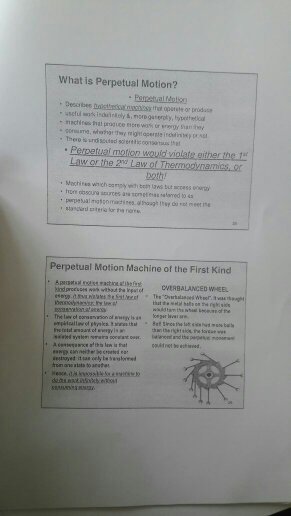 What is Perpetual Motion?
• Perpetual Motion
• Describes hypothetical machines that operate or produce
• useful work indefinitely &, more generally, hypothetical
• machines that produce more work or energy than they
• consume, whether they might operate indefinitely or not.
• There is undisputed scientific consensus that
• Perpetual motion would violate either the 1st
Law or the 2nd Law of Thermodynamics, or
both!
• Machines which comply with both laws but access energy
• from obscure sources are sometimes referred to as
• perpetual motion machines, although they do not meet the
• standard criteria for the name.
Perpetual Motion Machine of the First Kind
• A perpetual motion machine of the first
kind produces work without the input of
energy. It thus violates the first law of
thermodynamics: the law of
conservation of energy.
• The law of conservation of energy is an
empirical law of physics. It states that
the total amount of energy in an
isolated system remains constant over.
• A consequence of this law is that
energy can neither be created nor
destroyed: it can only be transformed
from one state to another.
• Hence, it is impossible for a machine to
do the work infinitely without
consuming energy.
OVERBALANCED WHEEL
• The "Overbalanced Wheel". It was thought
that the metal balls on the right side
would turn the wheel because of the
longer lever arm.
• But! Since the left side had more balls
than the right side, the torque was
balanced and the perpetual movement
could not be achieved.